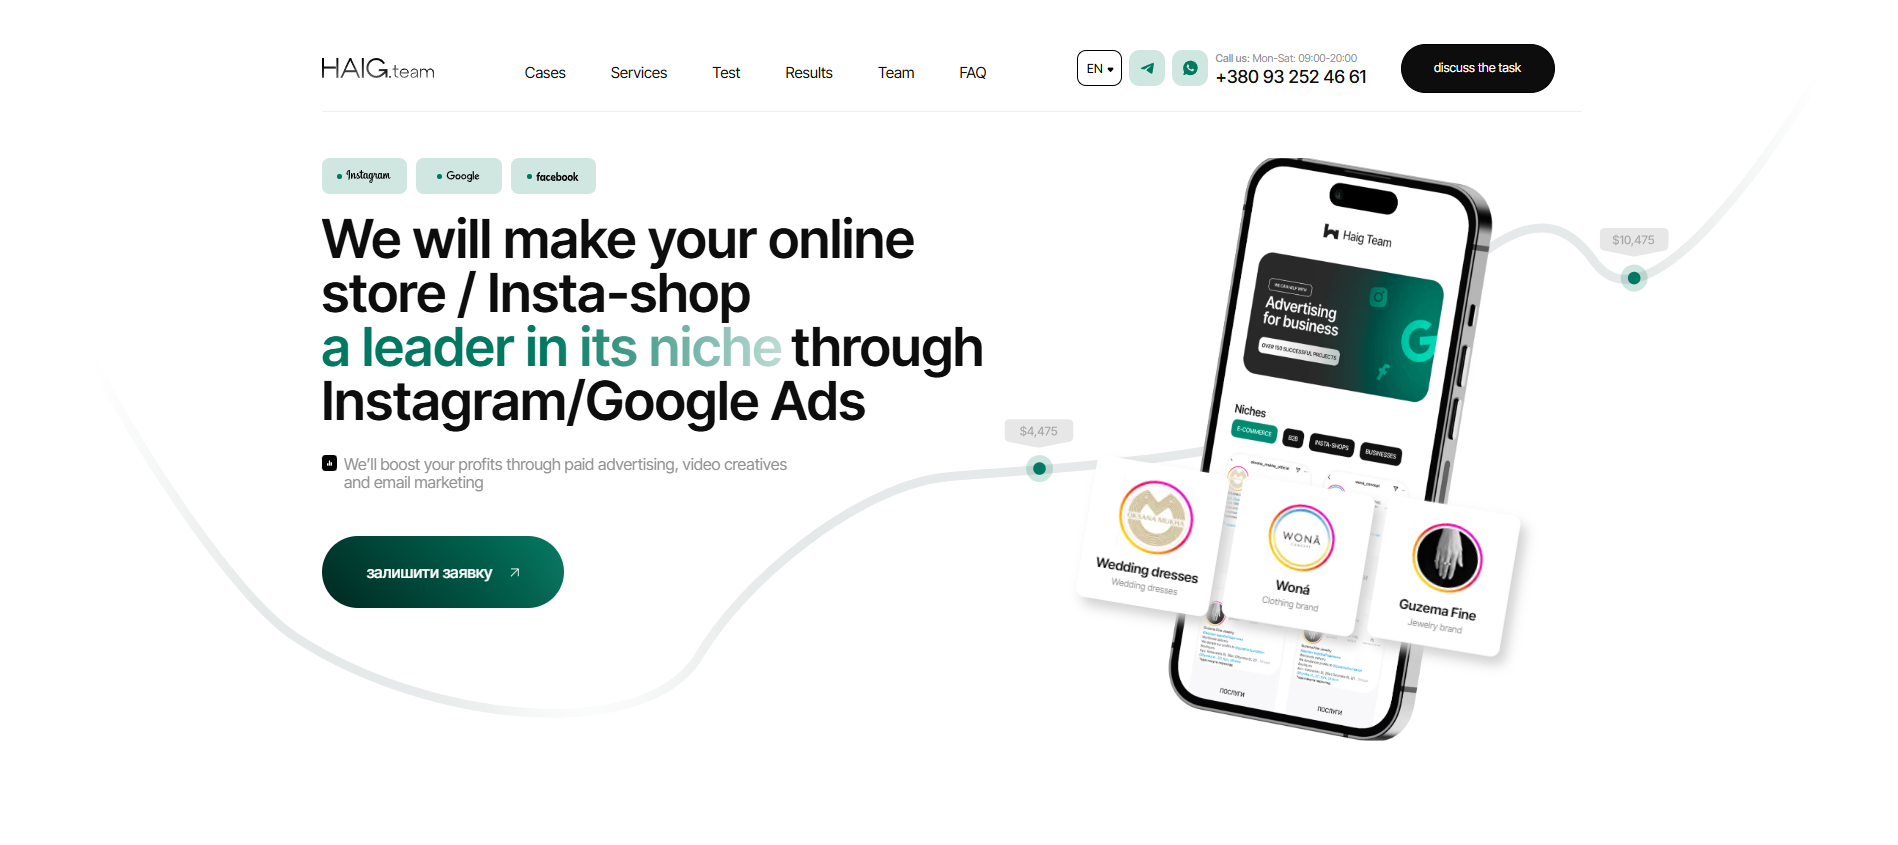 HAIG.team
Cases
Services
Test
Results
Team
FAQ
EN
Call us: Mon-Sat: 09:00-20:00
+380 93 252 46 61
discuss the task
Instagram
Google
facebook
We will make your online
store / Insta-shop
a leader in its niche through
Instagram/Google Ads
We'll boost your profits through paid advertising, video creatives
and email marketing
залишити заявку
$4,475
$10,475
Haig Team
Advertising
for business
OVER 150 SUCCESSFUL PROJECTS
Niches
E-COMMERCE
B2B
INSTA-SHOPS
BUSINESSES
OKSANA MUKHA
Wedding dresses
Wedding dresses
WONÁ
CONCEPT
Woná
Clothing brand
Guzema Fine
Jewelry brand
послуги
послуги